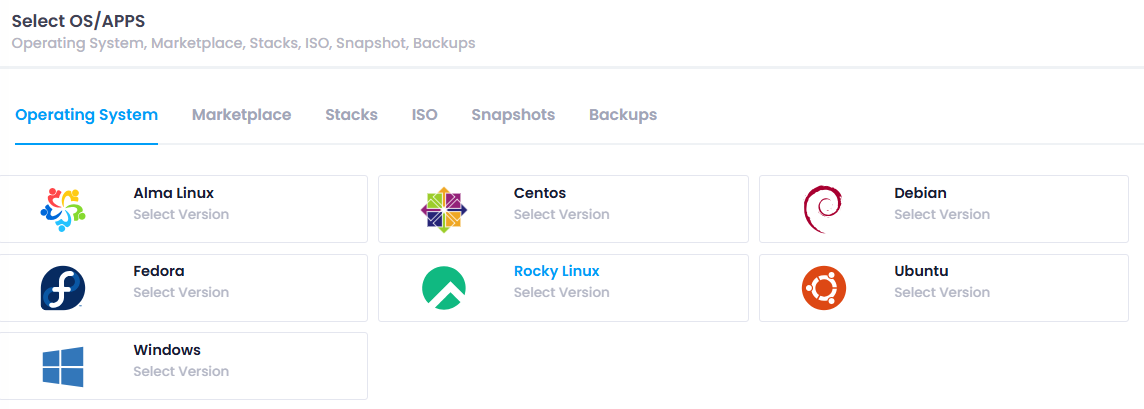 Select OS/APPS
Operating System, Marketplace, Stacks, ISO, Snapshot, Backups
Operating System Marketplace Stacks ISO Snapshots Backups
Alma Linux
Select Version
Centos
Select Version
Debian
Select Version
Fedora
Select Version
Rocky Linux
Select Version
Ubuntu
Select Version
Windows
Select Version